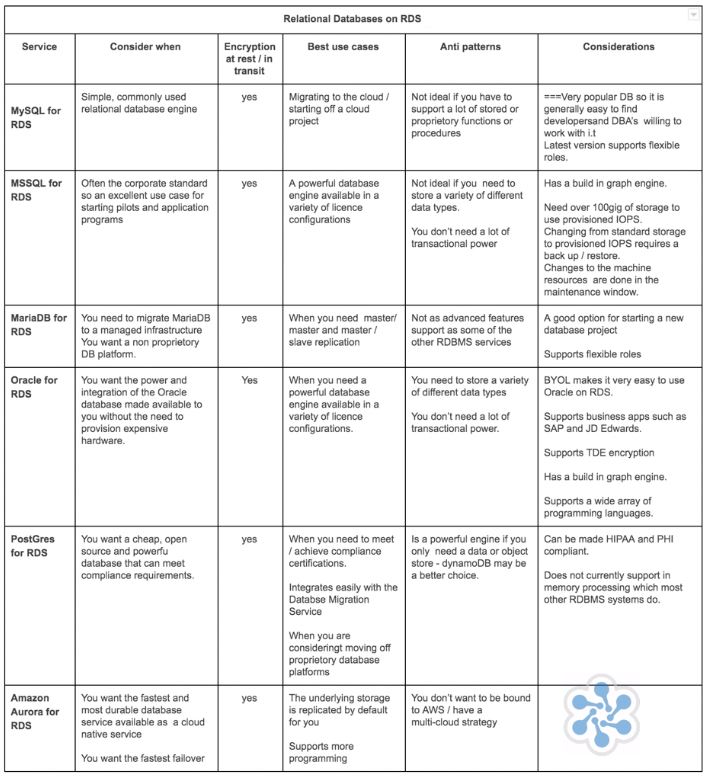 Relational Databases on RDS
Service
Consider when
Encryption
at rest / in
transit
Best use cases
Anti patterns
Considerations
MySQL for
RDS
Simple, commonly used
relational database engine
yes
Migrating to the cloud /
starting off a cloud
project
Not ideal if you have to
support a lot of stored or
proprietory functions or
procedures
===Very popular DB so it is
generally easy to find
developersand DBA's willing to
work with i.t
Latest version supports flexible
roles.
MSSQL for
RDS
Often the corporate standard
so an excellent use case for
starting pilots and application
programs
yes
A powerful database
engine available in a
variety of licence
configurations
Not ideal if you need to
store a variety of different
data types.
You don't need a lot of
transactional power
Has a build in graph engine.
Need over 100gig of storage to
use provisioned IOPS.
Changing from standard storage
to provisioned IOPS requires a
back up / restore.
Changes to the machine
resources are done in the
maintenance window.
MariaDB for
RDS
You need to migrate MariaDB
to a managed infrastructure
You want a non proprietory
DB platform.
yes
When you need master/
master and master /
slave replication
Not as advanced features
support as some of the
other RDBMS services
A good option for starting a new
database project
Supports flexible roles
Oracle for
RDS
You want the power and
integration of the Oracle
database made available to
you without the need to
provision expensive
hardware.
Yes
When you need a
powerful database
engine available in a
variety of licence
configurations.
You need to store a variety
of different data types
You don't need a lot of
transactional power.
BYOL makes it very easy to use
Oracle on RDS.
Supports business apps such as
SAP and JD Edwards.
Supports TDE encryption
Has a build in graph engine.
Supports a wide array of
programming languages.
PostGres
for RDS
You want a cheap, open
source and powerfu
database that can meet
compliance requirements.
yes
When you need to meet
/ achieve compliance
certifications.
Integrates easily with the
Databse Migration
Service
When you are
consideringt moving off
proprietory database
platforms
Is a powerful engine if you
only need a data or object
store - dynamoDB may be
a better choice.
Can be made HIPAA and PHI
compliant.
Does not currently support in
memory processing which most
other RDBMS systems do.
Amazon
Aurora for
RDS
You want the fastest and
most durable database
service available as a cloud
native service
You want the fastest failover
yes
The underlying storage
is replicated by default
for you
Supports more
programming
You don't want to be bound
to AWS / have a
multi-cloud strategy